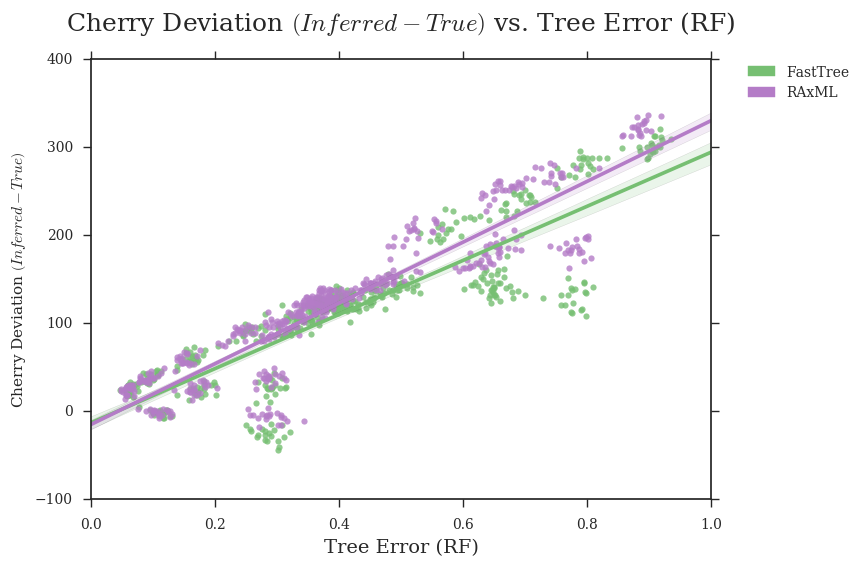 Cherry Deviation (Inferred − True) vs. Tree Error (RF)
FastTree
RAxML
Cherry Deviation (Inferred − True)
400
300
200
100
0
−100
0.0 0.2 0.4 0.6 0.8 1.0
Tree Error (RF)